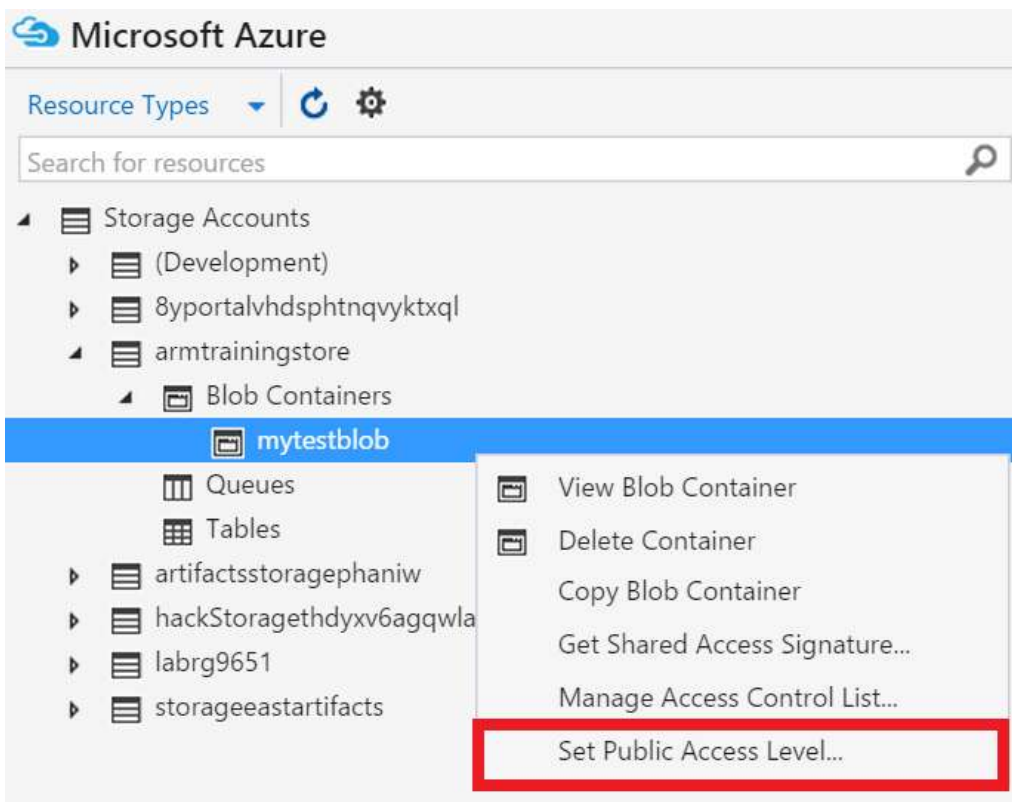 Microsoft Azure
Resource Types
Search for resources
Storage Accounts
(Development)
8yportalvhdsphtnqvyktxql
armtrainingstore
Blob Containers
mytestblob
Queues
Tables
artifactsstoragephaniw
hackStoragethdyxv6agqwla
labrg9651
storageeastartifacts
View Blob Container
Delete Container
Copy Blob Container
Get Shared Access Signature...
Manage Access Control List...
Set Public Access Level...